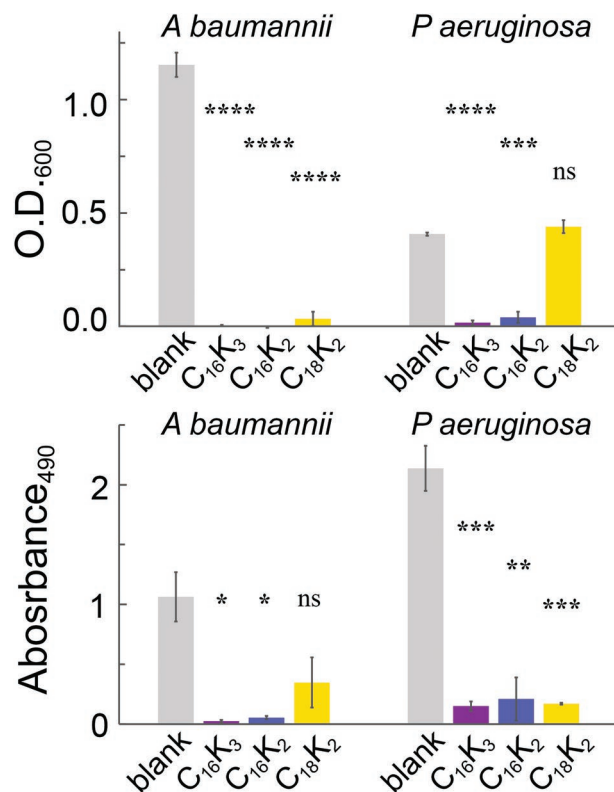 A baumannii P aeruginosa
O.D.₆₀₀
1.0
0.5
0.0
**** **** ****
**** *** ns
blank C₁₆K₃ C₁₆K₂ C₁₈K₂
blank C₁₆K₃ C₁₆K₂ C₁₈K₂
A baumannii P aeruginosa
Abosrbance₄₉₀
2
1
0
* * ns
*** ** ***
blank C₁₆K₃ C₁₆K₂ C₁₈K₂
blank C₁₆K₃ C₁₆K₂ C₁₈K₂